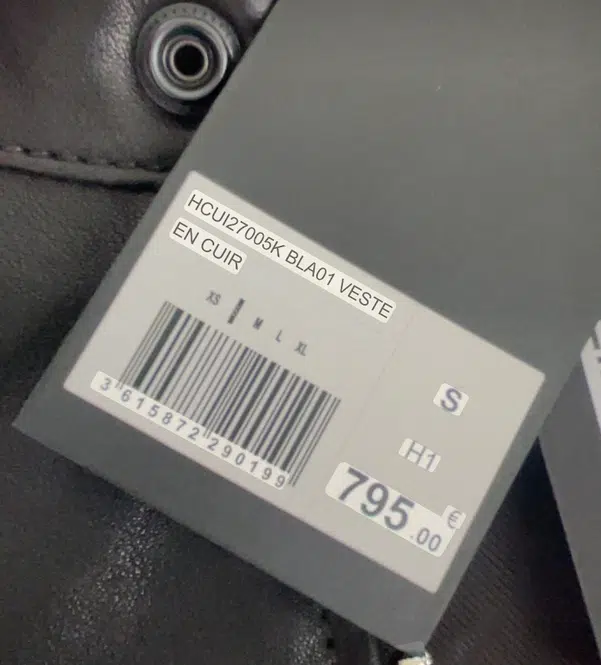 HCUI27005K BLA01 VESTE
EN CUIR
XS M L XL
S
3 615872 290199
H1
795.00 €